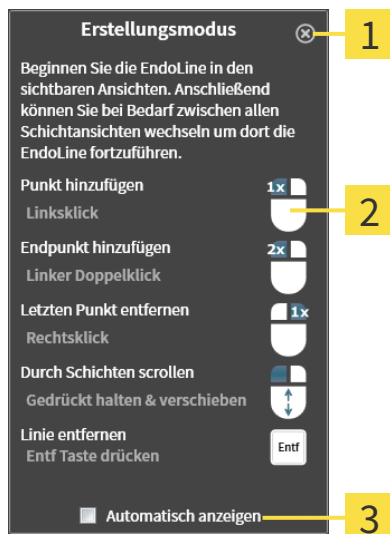 Erstellungsmodus
1
Beginnen Sie die EndoLine in den
sichtbaren Ansichten. Anschließend
können Sie bei Bedarf zwischen allen
Schichtansichten wechseln um dort die
EndoLine fortzuführen.
Punkt hinzufügen
1x
Linksklick
2
Endpunkt hinzufügen
2x
Linker Doppelklick
Letzten Punkt entfernen
1x
Rechtsklick
Durch Schichten scrollen
Gedrückt halten & verschieben
Linie entfernen
Entf Taste drücken
Entf
Automatisch anzeigen
3